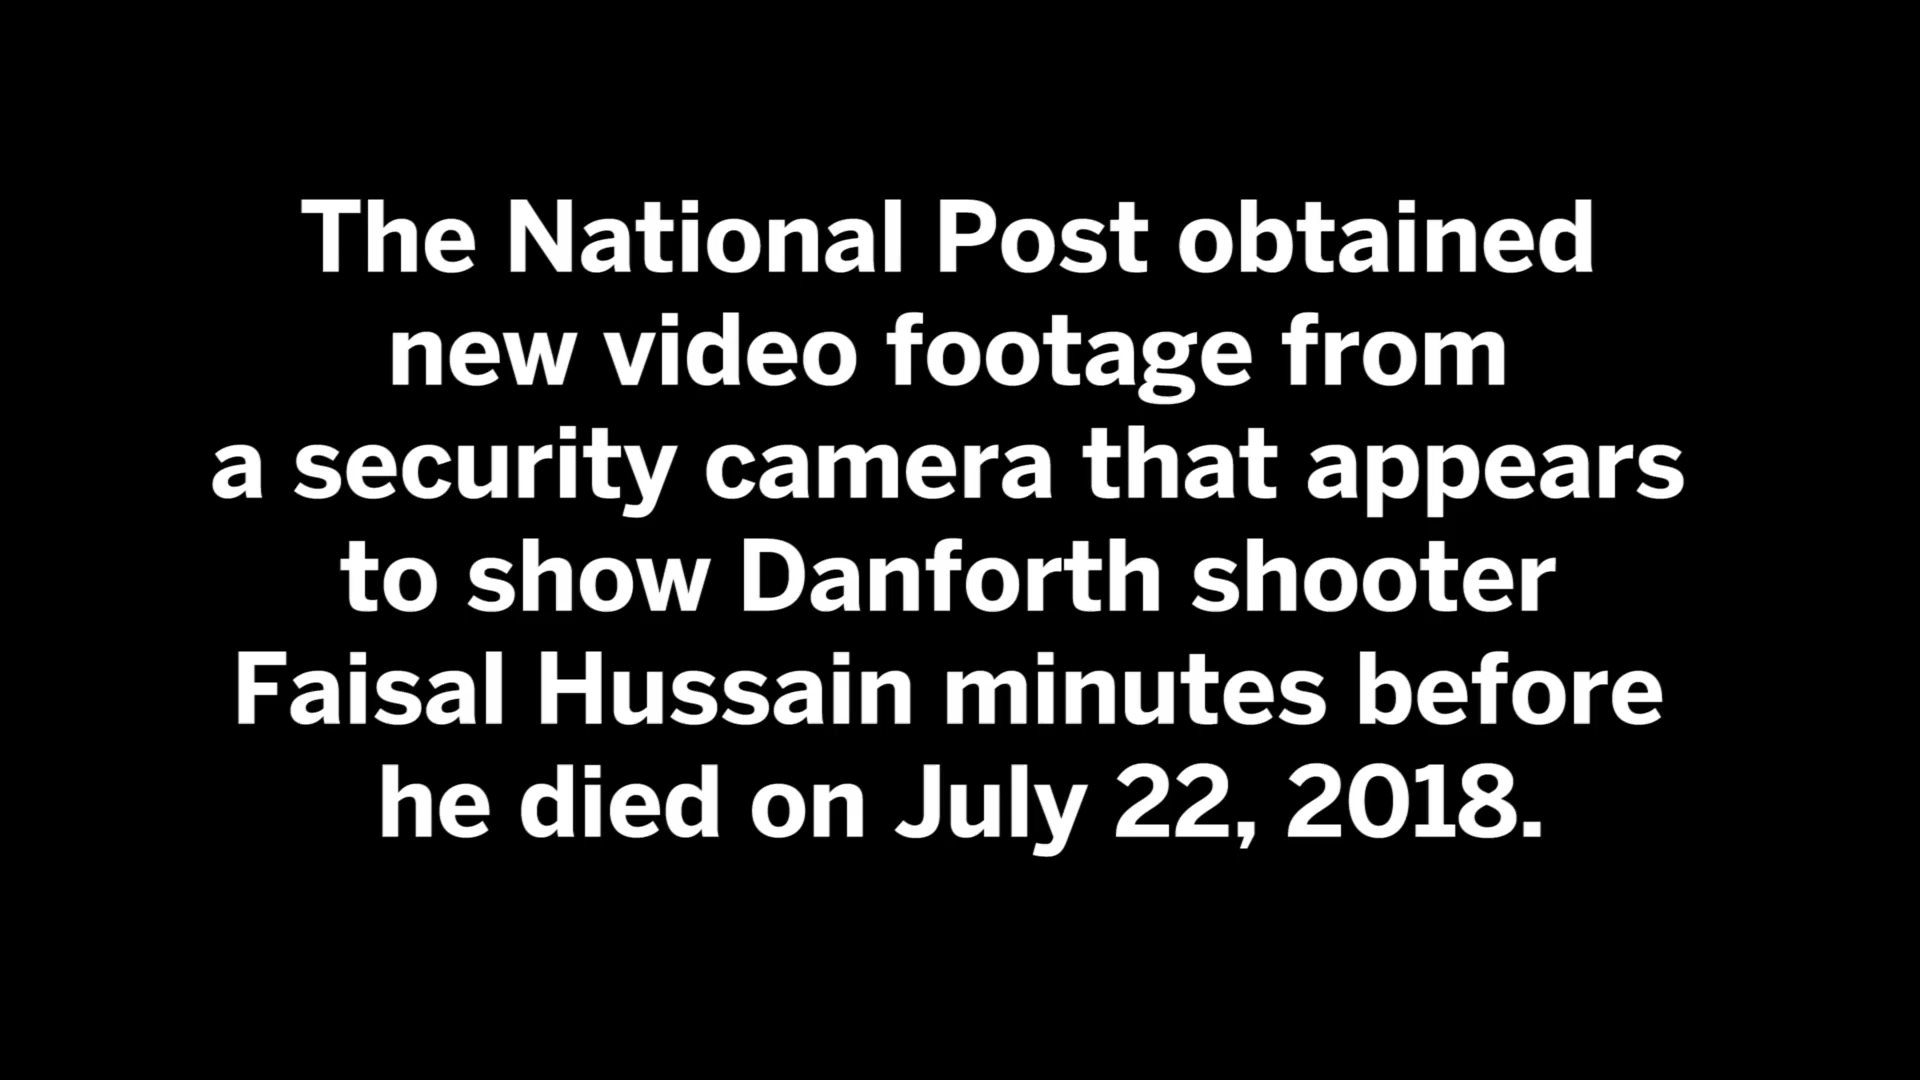 The National Post obtained
new video footage from
a security camera that appears
to show Danforth shooter
Faisal Hussain minutes before
he died on July 22, 2018.